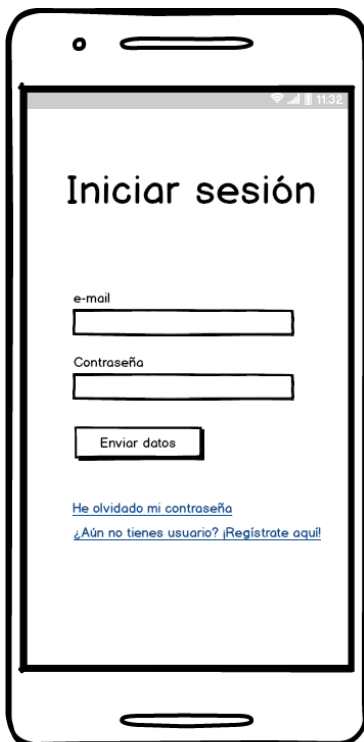 11:32
Iniciar sesión
e-mail
Contraseña
Enviar datos
He olvidado mi contraseña
¿Aún no tienes usuario? ¡Regístrate aquí!